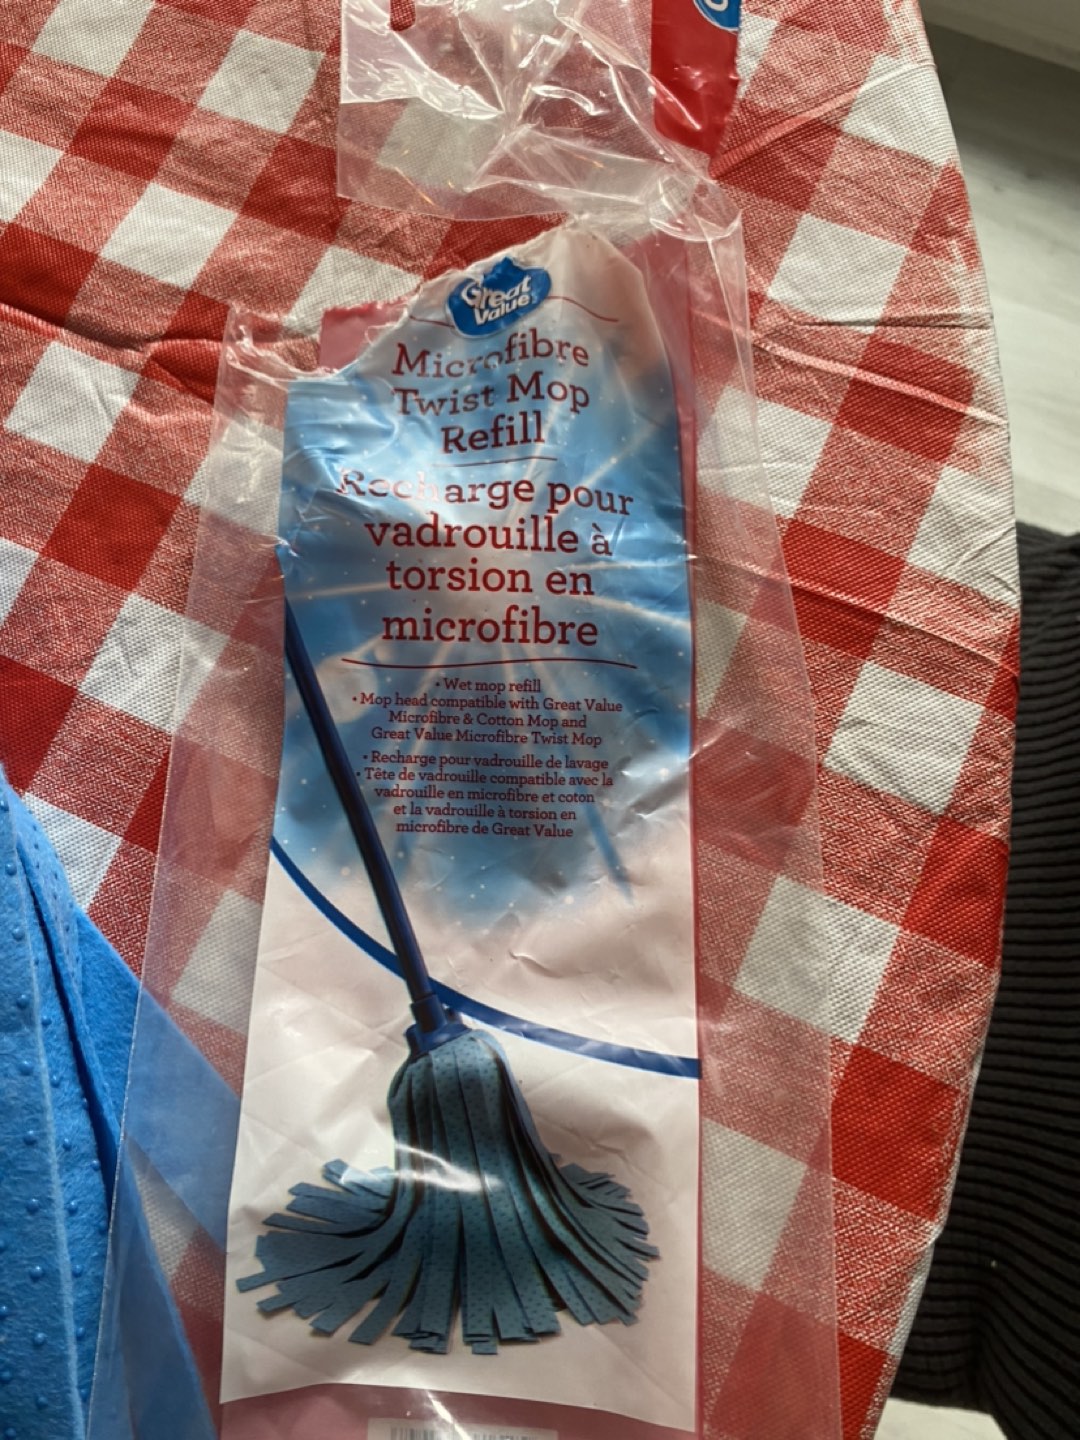 Great
Value
Microfibre
Twist Mop
Refill
Recharge pour
vadrouille à
torsion en
microfibre
• Wet mop refill
• Mop head compatible with Great Value
Microfibre & Cotton Mop and
Great Value Microfibre Twist Mop
• Recharge pour vadrouille de lavage
• Tête de vadrouille compatible avec la
vadrouille en microfibre et coton
et la vadrouille à torsion en
microfibre de Great Value